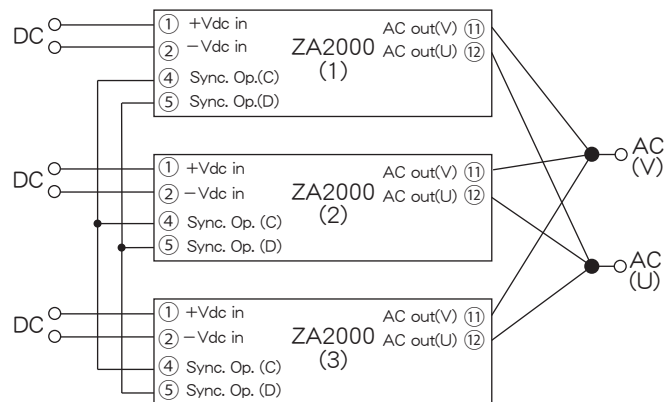 DC ① +Vdc in AC out(V) ⑪
② −Vdc in ZA2000 AC out(U) ⑫
④ Sync. Op.(C) (1)
⑤ Sync. Op.(D)
AC
(V)
DC ① +Vdc in AC out(V) ⑪
② −Vdc in ZA2000 AC out(U) ⑫
④ Sync. Op. (C) (2)
⑤ Sync. Op. (D)
AC
(U)
DC ① +Vdc in AC out(V) ⑪
② −Vdc in ZA2000 AC out(U) ⑫
④ Sync. Op. (C) (3)
⑤ Sync. Op. (D)